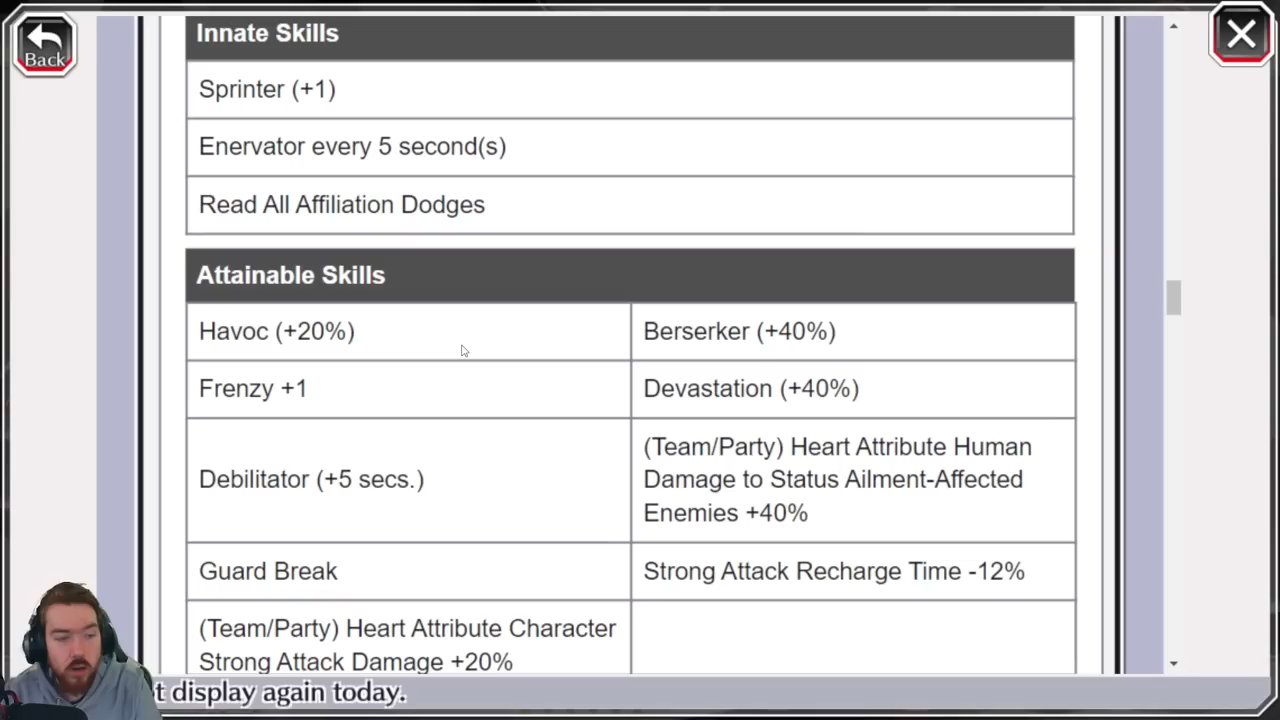 Back
Innate Skills
Sprinter (+1)
Enervator every 5 second(s)
Read All Affiliation Dodges
Attainable Skills
Havoc (+20%)
Berserker (+40%)
Frenzy +1
Devastation (+40%)
Debilitator (+5 secs.)
(Team/Party) Heart Attribute Human
Damage to Status Ailment-Affected
Enemies +40%
Guard Break
Strong Attack Recharge Time -12%
(Team/Party) Heart Attribute Character
Strong Attack Damage +20%
t display again today.